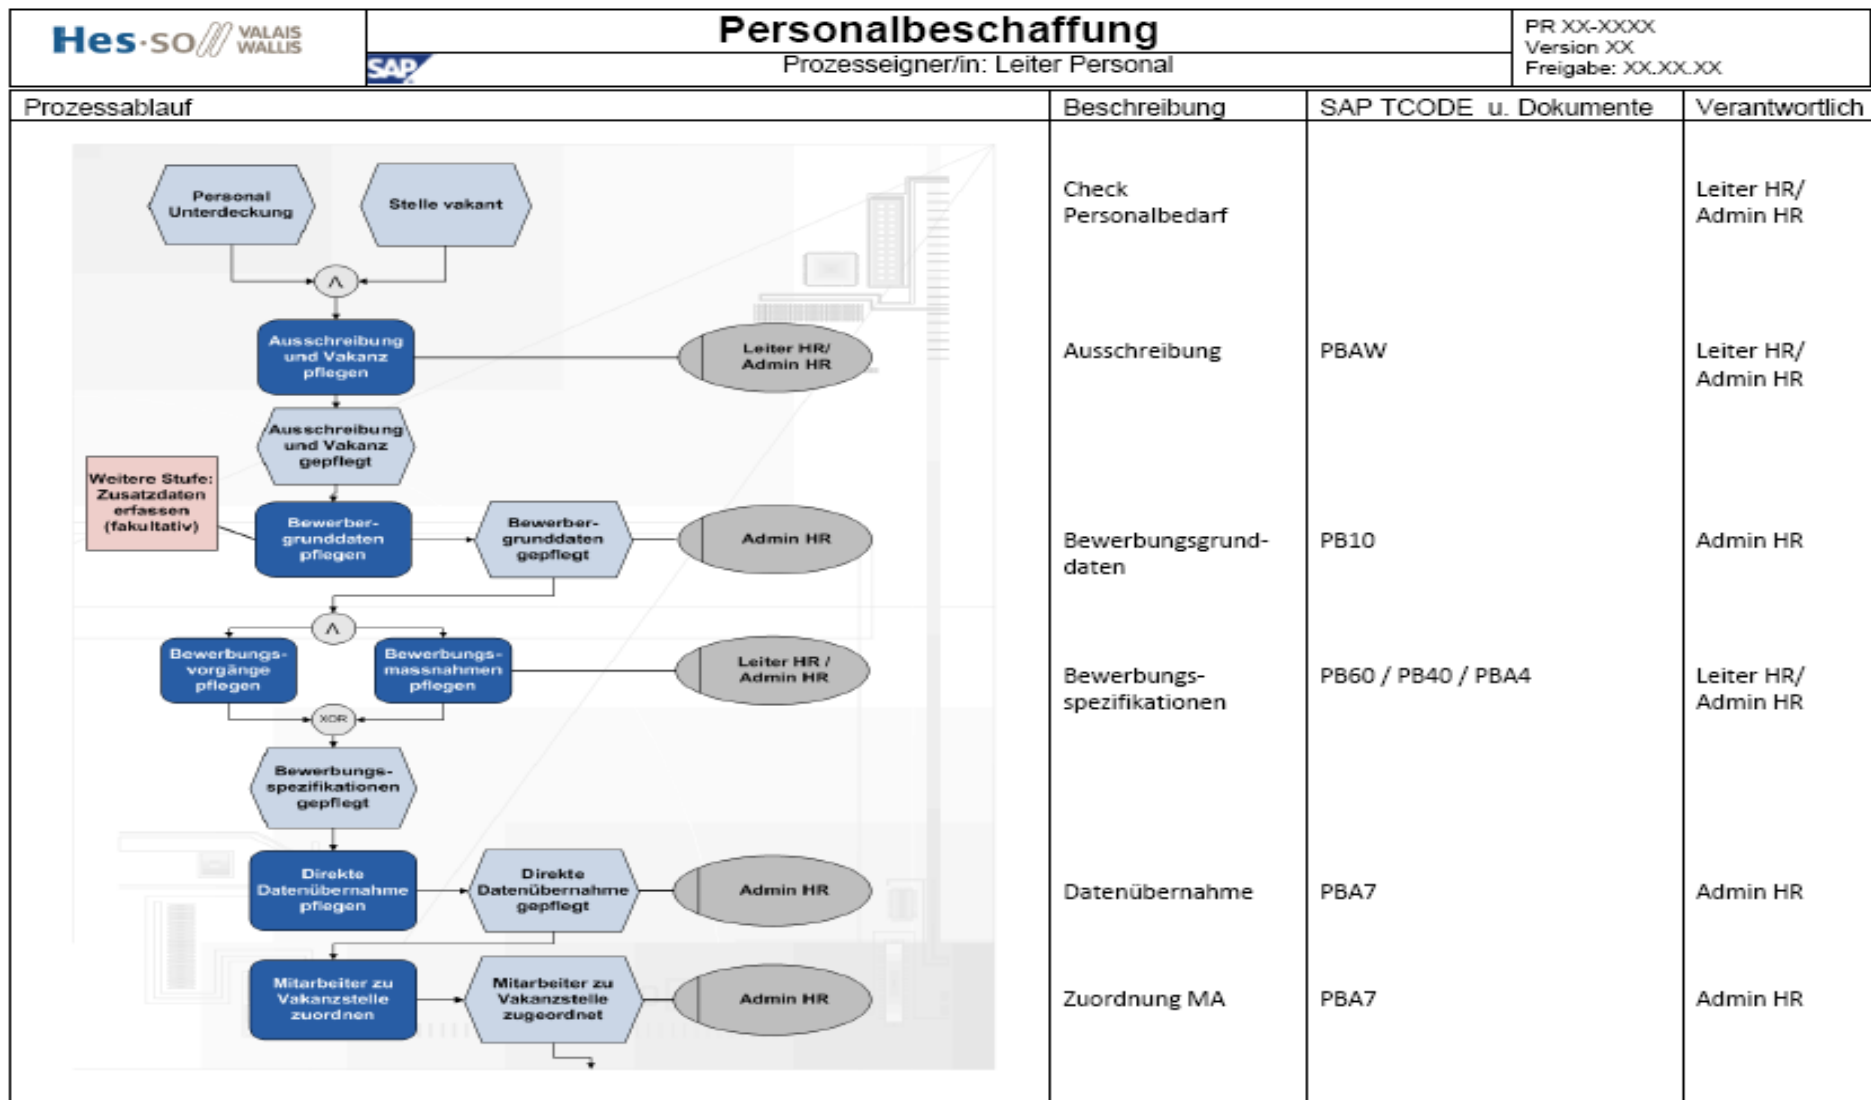 Hes·so VALAIS
WALLIS
SAP
Personalbeschaffung
Prozesseigner/in: Leiter Personal
PR XX-XXXX
Version XX
Freigabe: XX.XX.XX
Prozessablauf
Beschreibung
SAP TCODE u. Dokumente
Verantwortlich
Personal
Unterdeckung
Stelle vakant
Check
Personalbedarf
Leiter HR/
Admin HR
Λ
Ausschreibung
und Vakanz
pflegen
Leiter HR/
Admin HR
Ausschreibung
PBAW
Leiter HR/
Admin HR
Ausschreibung
und Vakanz
gepflegt
Weitere Stufe:
Zusatzdaten
erfassen
(fakultativ)
Bewerber-
grunddaten
pflegen
Bewerber-
grunddaten
gepflegt
Admin HR
Bewerbungsgrund-
daten
PB10
Admin HR
Λ
Bewerbungs-
vorgänge
pflegen
Bewerbungs-
massnahmen
pflegen
Leiter HR /
Admin HR
Bewerbungs-
spezifikationen
PB60 / PB40 / PBA4
Leiter HR/
Admin HR
XOR
Bewerbungs-
spezifikationen
gepflegt
Direkte
Datenübernahme
pflegen
Direkte
Datenübernahme
gepflegt
Admin HR
Datenübernahme
PBA7
Admin HR
Mitarbeiter zu
Vakanzstelle
zuordnen
Mitarbeiter zu
Vakanzstelle
zugeordnet
Admin HR
Zuordnung MA
PBA7
Admin HR